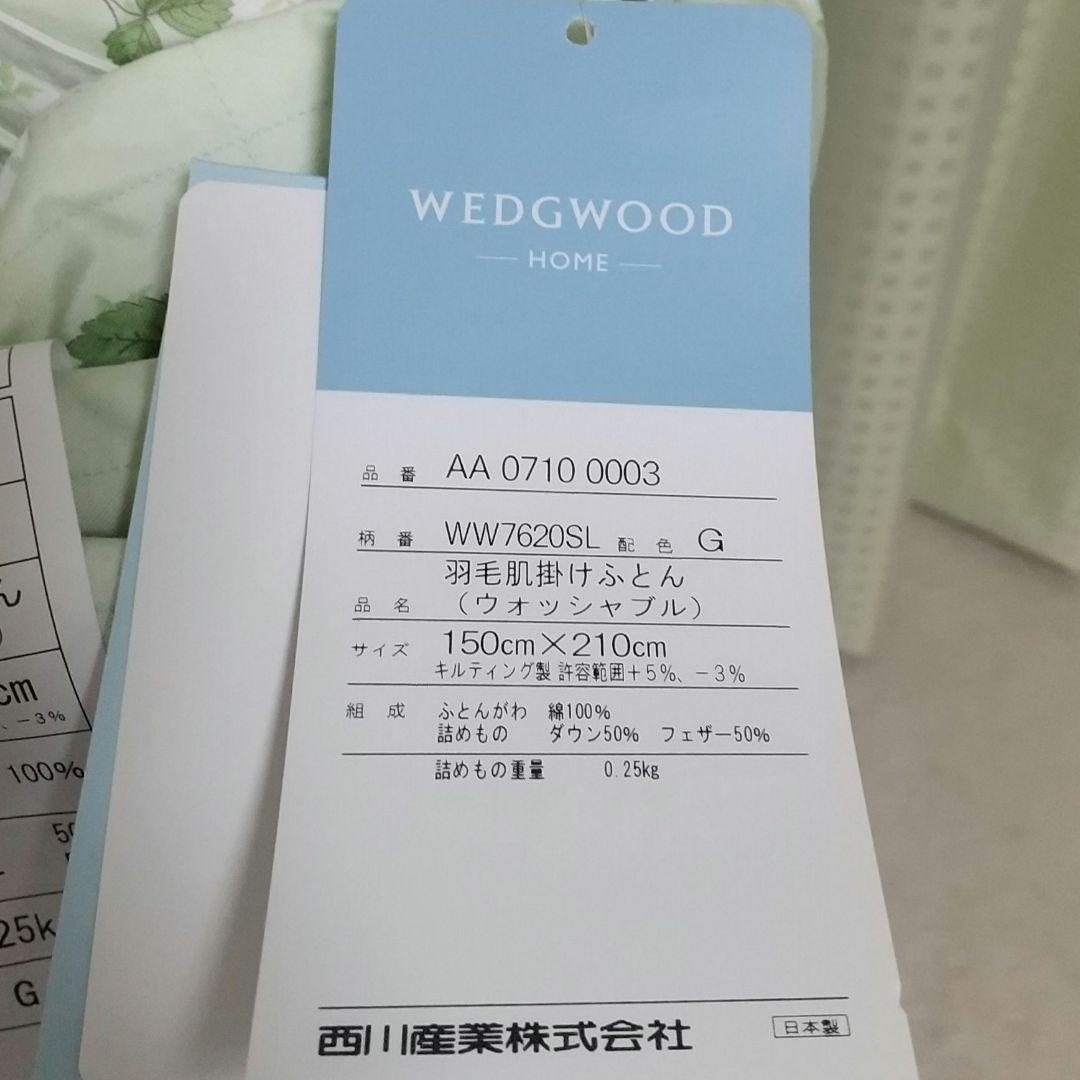 WEDGWOOD
HOME
品番 AA 0710 0003
柄番 WW7620SL 配色 G
羽毛肌掛けふとん
品名 (ウォッシャブル)
サイズ 150cm×210cm
キルティング製 許容範囲+5%、-3%
組成 ふとんがわ 綿100%
詰めもの ダウン50% フェザー50%
詰めもの重量 0.25kg
西川産業株式会社 日本製
ん
)
cm
、-3%
100%
50
25k
G